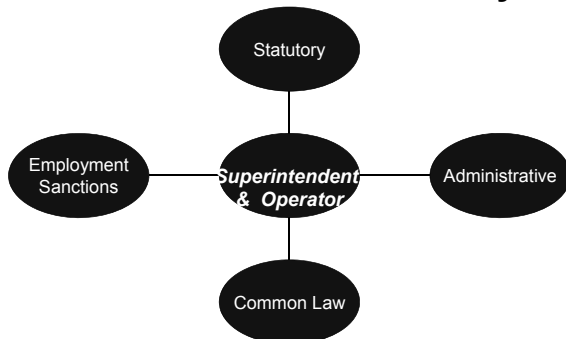 Statutory
Employment
Sanctions
Superintendent
& Operator
Administrative
Common Law